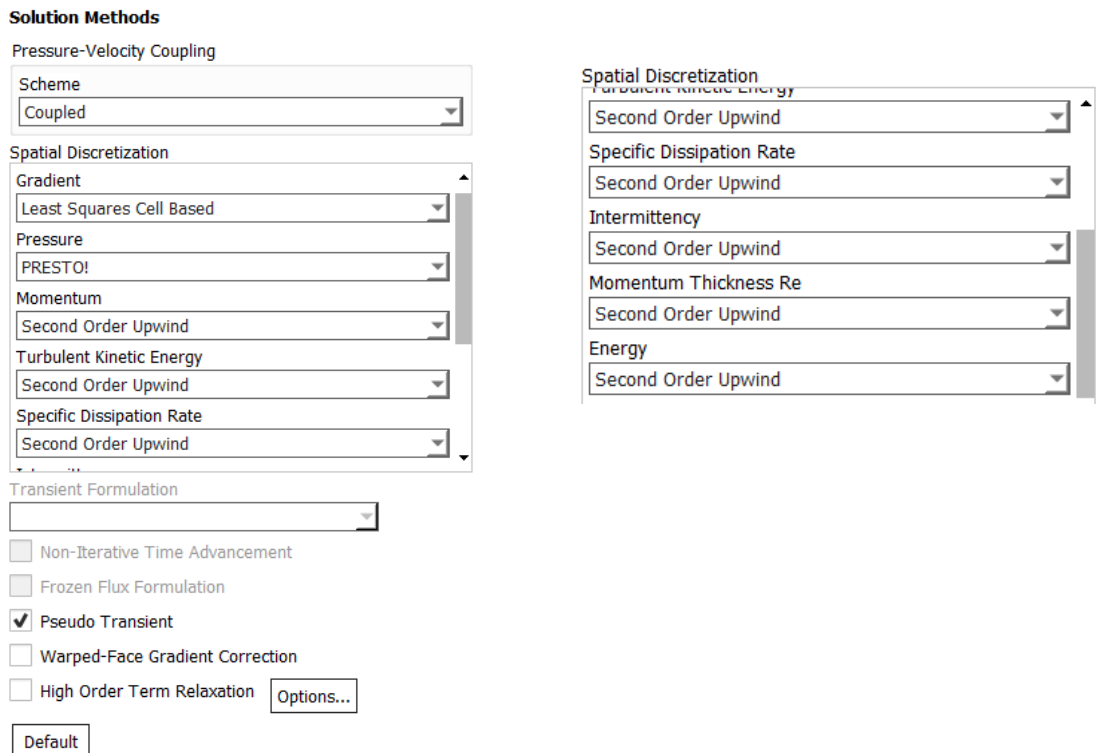 Solution Methods
Pressure-Velocity Coupling
Scheme
Coupled
Spatial Discretization
Gradient
Least Squares Cell Based
Pressure
PRESTO!
Momentum
Second Order Upwind
Turbulent Kinetic Energy
Second Order Upwind
Specific Dissipation Rate
Second Order Upwind
Transient Formulation
Non-Iterative Time Advancement
Frozen Flux Formulation
Pseudo Transient
Warped-Face Gradient Correction
High Order Term Relaxation Options...
Default
Spatial Discretization
Turbulent Kinetic Energy
Second Order Upwind
Specific Dissipation Rate
Second Order Upwind
Intermittency
Second Order Upwind
Momentum Thickness Re
Second Order Upwind
Energy
Second Order Upwind